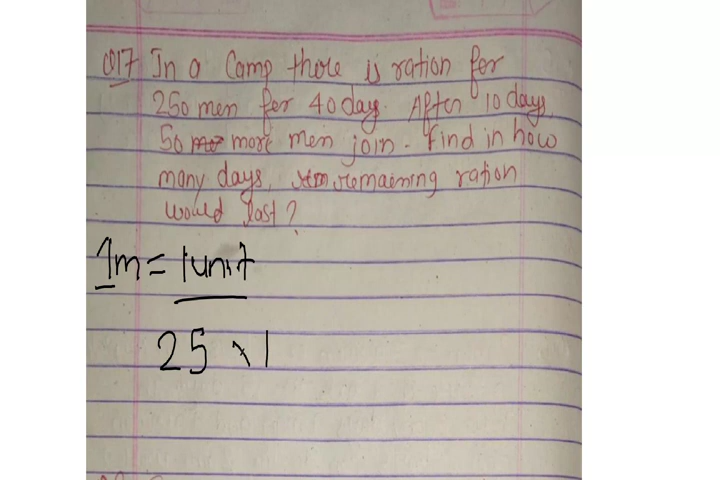 Q17 In a Camp there is ration for
250 men for 40 day. After 10 days,
50 more men join. Find in how
many days, remaining ration
would last?
1m = 1unit
25 × 1